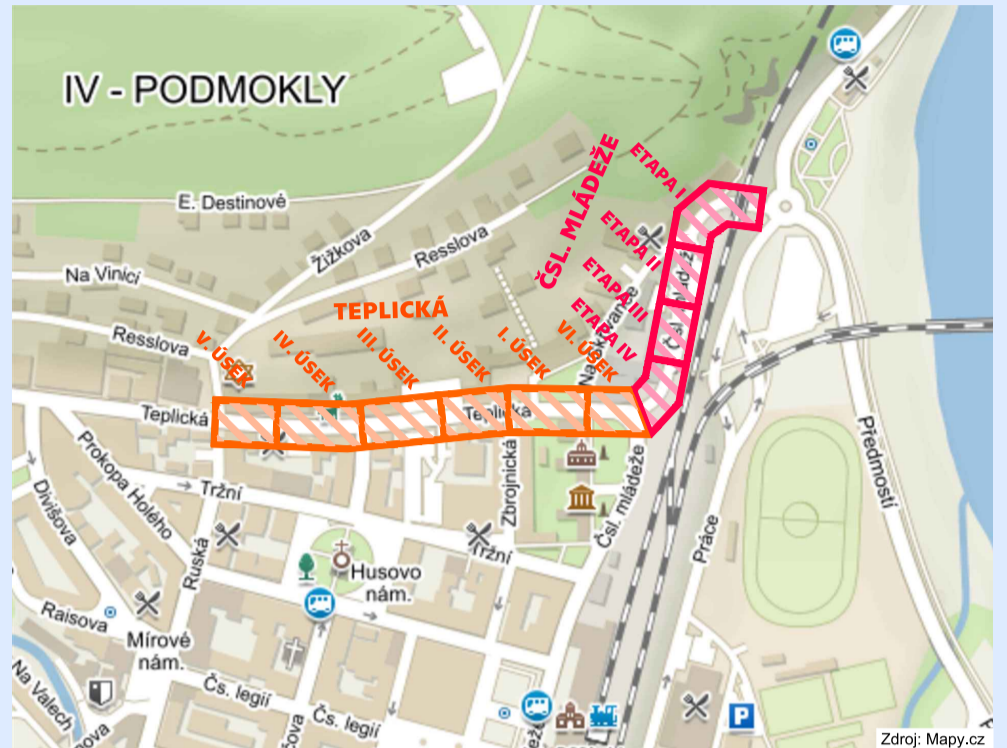 IV - PODMOKLY
E. Destinové
Žižkova
Resslova
Na Vinici
Resslova
ČSL. MLÁDEŽE
ETAPA I
ETAPA II
ETAPA III
ETAPA IV
TEPLICKÁ
V. ÚSEK
IV. ÚSEK
III. ÚSEK
II. ÚSEK
I. ÚSEK
VI. ÚSEK
Teplická
Teplická
Prokopa Holého
Divišova
Tržní
Ruská
Zbrojnická
Tržní
Čsl. mládeže
Práce
Předmostí
Husovo
nám.
Raisova
Mírové
nám.
Na Valech
Čs. legií
Čs. legií
P
Zdroj: Mapy.cz